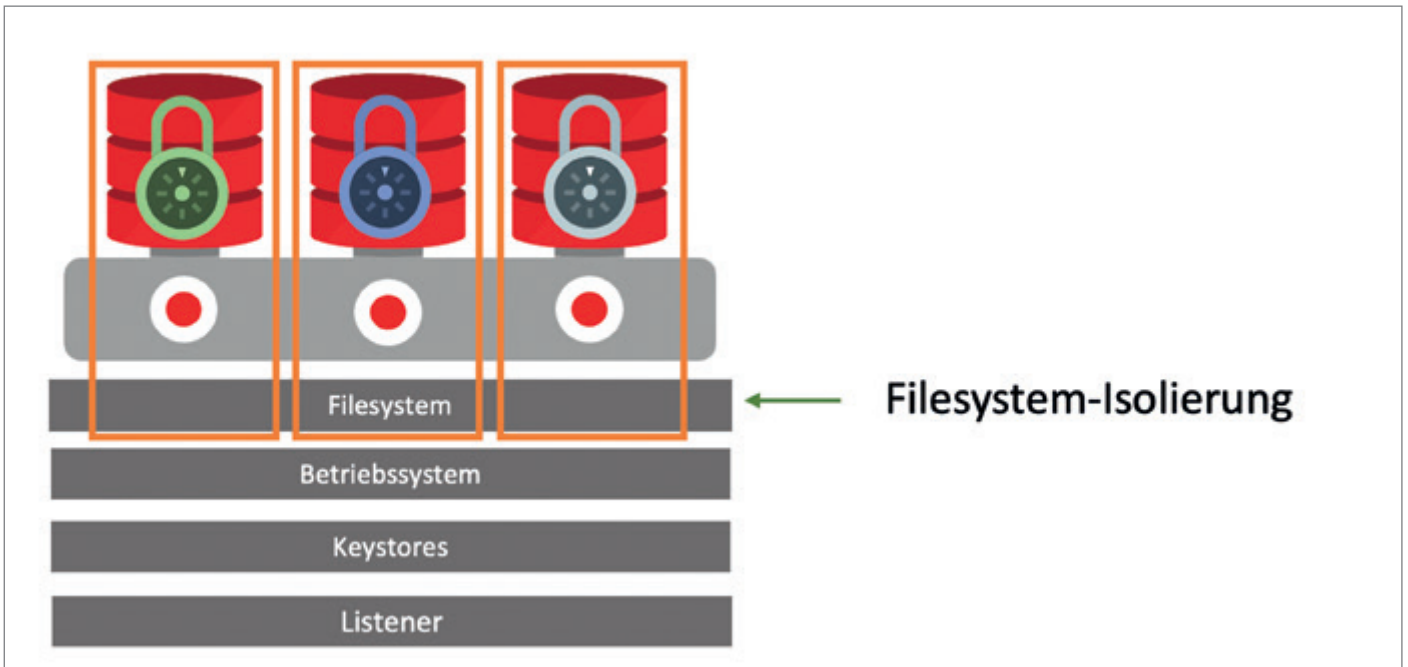 Filesystem
Filesystem-Isolierung
Betriebssystem
Keystores
Listener